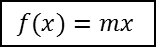 f(x) = mx